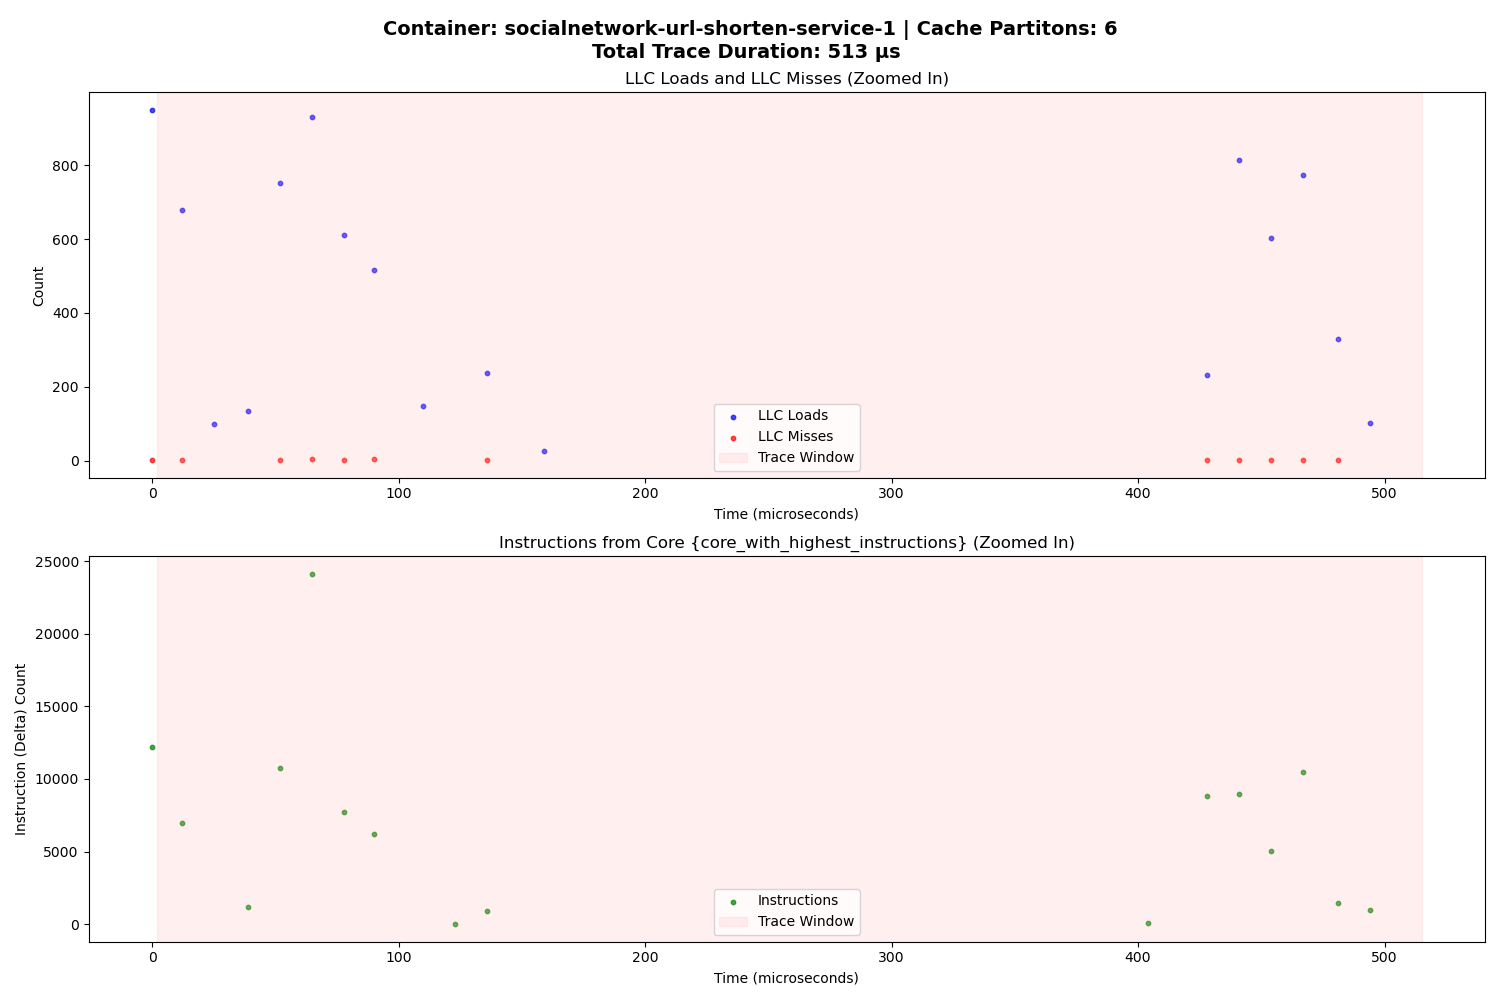 Container: socialnetwork-url-shorten-service-1 | Cache Partitons: 6
Total Trace Duration: 513 µs
LLC Loads and LLC Misses (Zoomed In)
Count
800
600
400
200
0
LLC Loads
LLC Misses
Trace Window
0 100 200 300 400 500
Time (microseconds)
Instructions from Core {core_with_highest_instructions} (Zoomed In)
Instruction (Delta) Count
25000
20000
15000
10000
5000
0
Instructions
Trace Window
0 100 200 300 400 500
Time (microseconds)